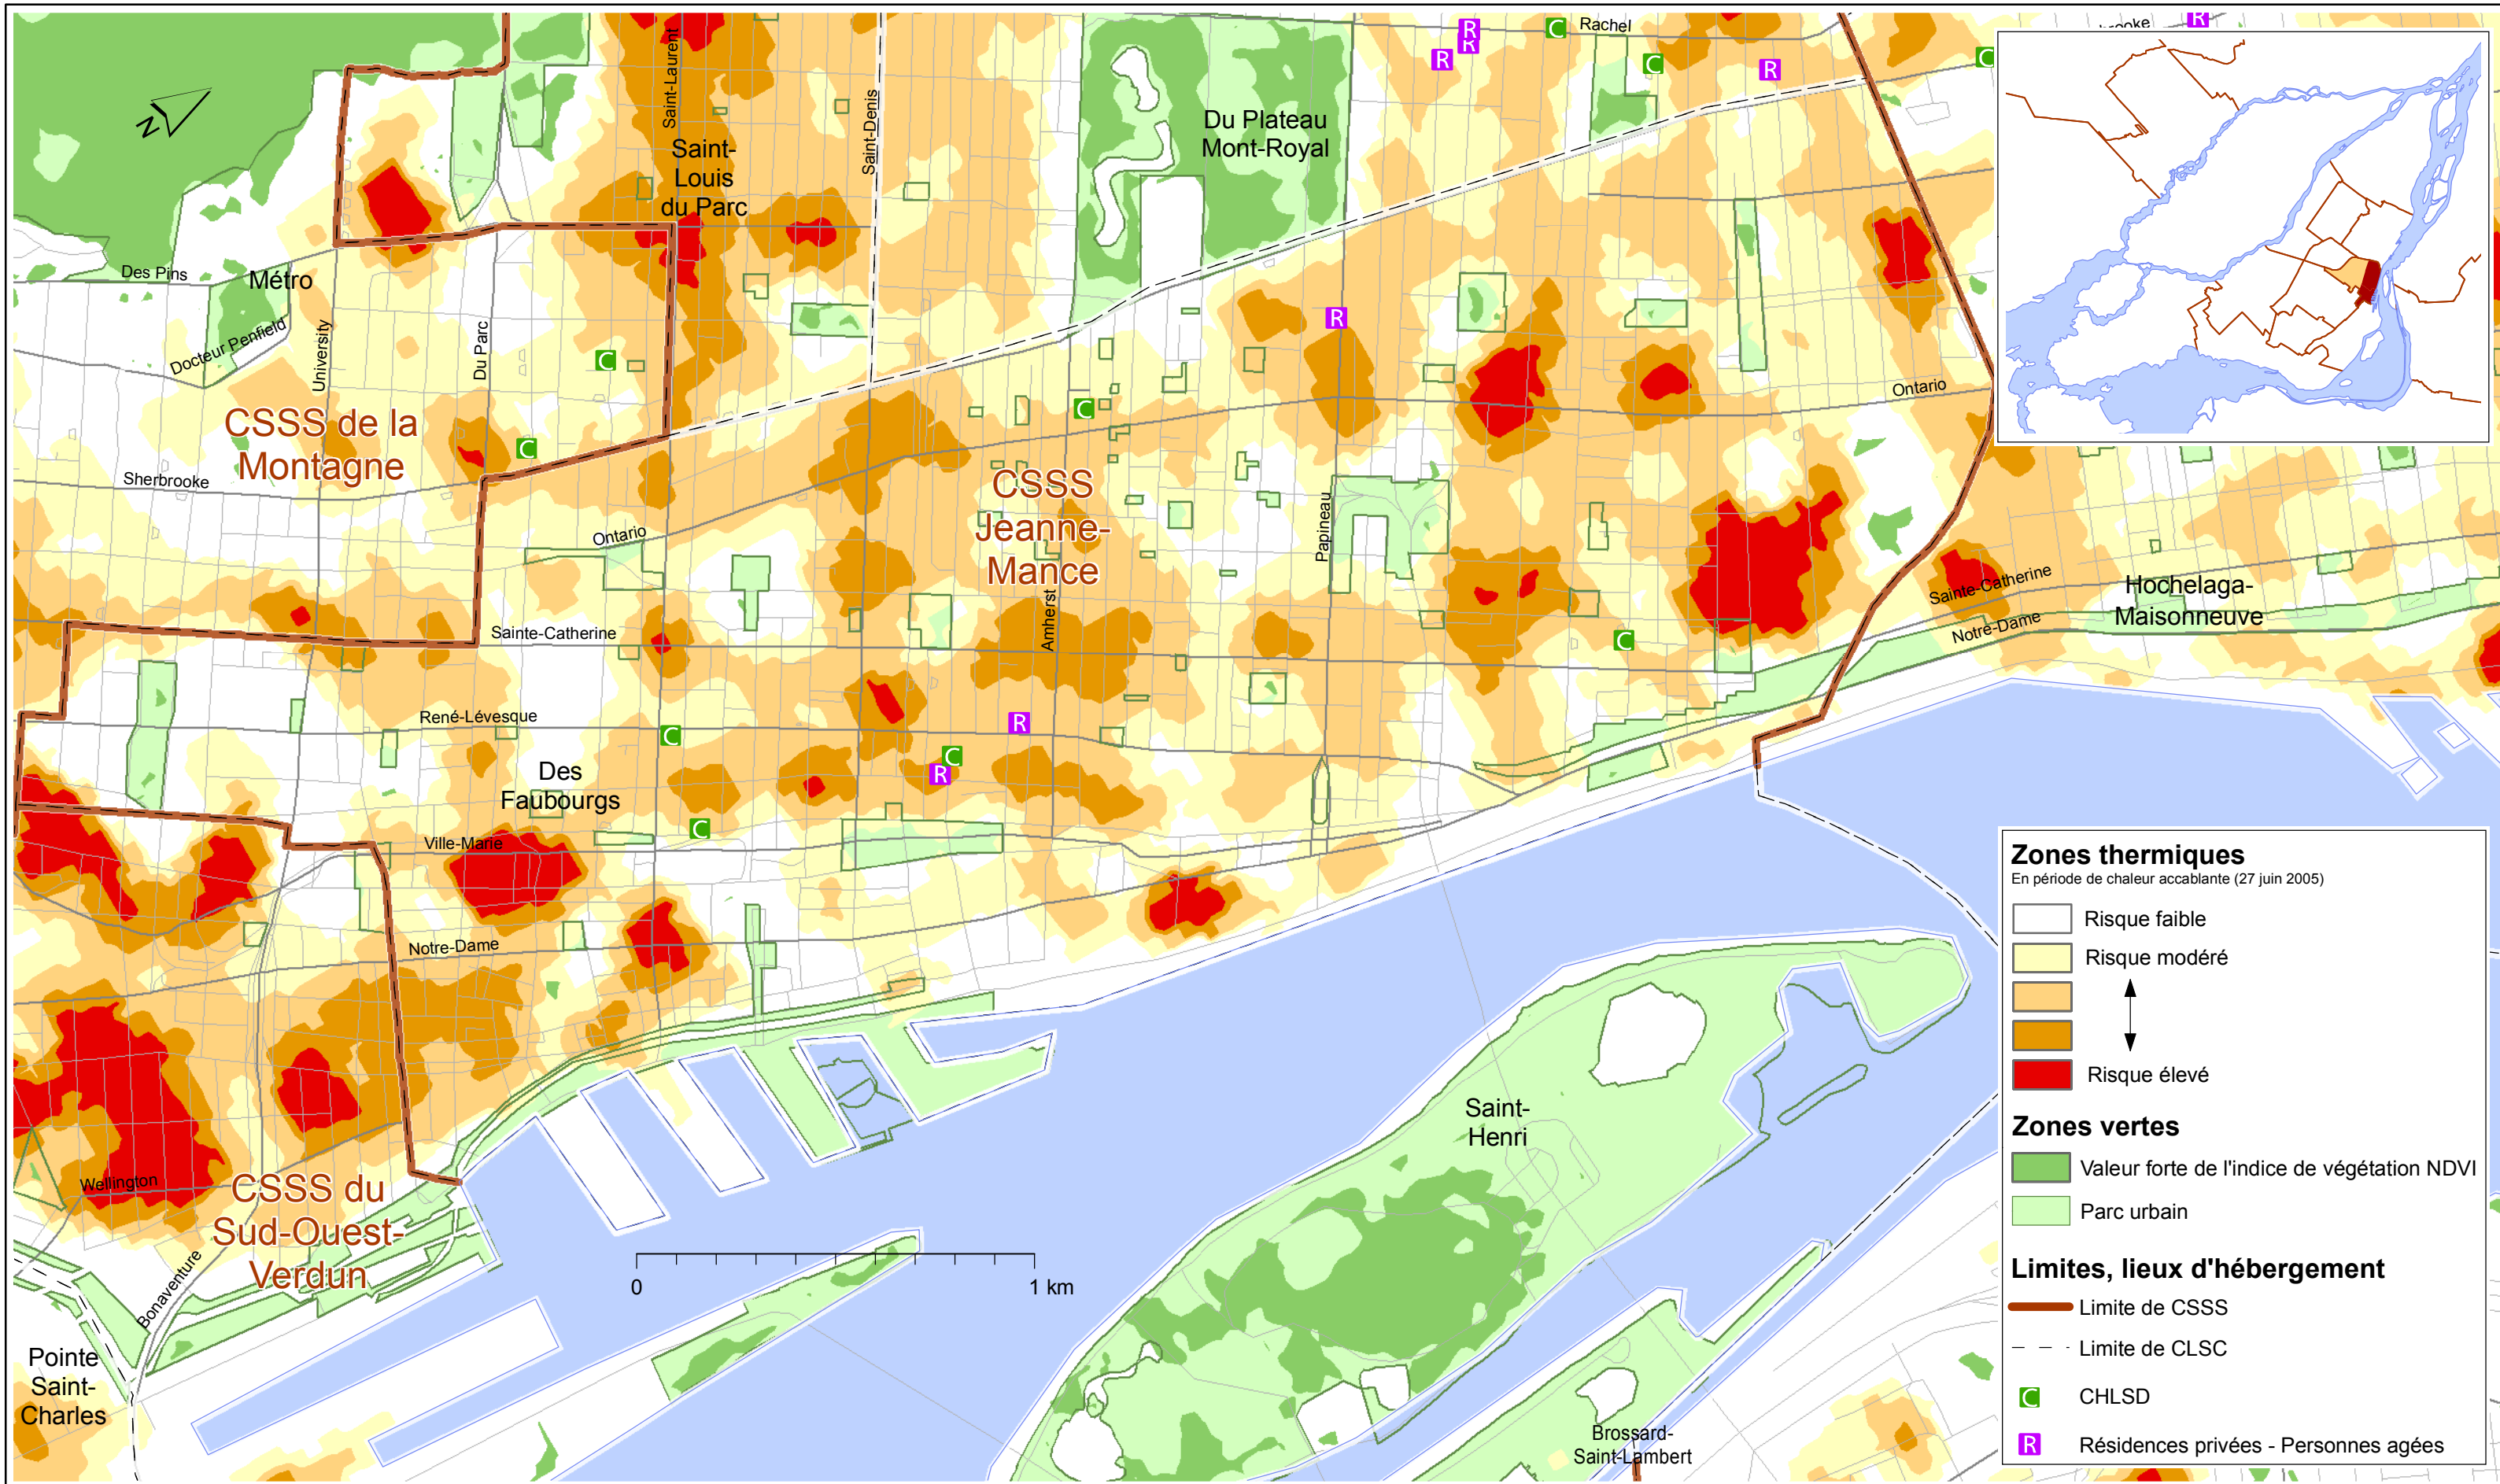 Rachel
Saint-Laurent
Saint-Denis
Du Plateau
Mont-Royal
Saint-
Louis
du Parc
N
Des Pins
Métro
Docteur Penfield
University
Du Parc
CSSS de la
Montagne
Sherbrooke
Ontario
Ontario
CSSS
Jeanne-
Mance
Papineau
Amherst
Sainte-Catherine
Sainte-Catherine
Notre-Dame
Hochelaga-
Maisonneuve
René-Lévesque
Des
Faubourgs
Ville-Marie
Notre-Dame
Wellington
CSSS du
Sud-Ouest-
Verdun
Bonaventure
Pointe
Saint-
Charles
0 1 km
Saint-
Henri
Brossard-
Saint-Lambert
R
R
R
R
R
R
R
R
C
C
C
C
C
C
C
C
C
C
Zones thermiques
En période de chaleur accablante (27 juin 2005)
Risque faible
Risque modéré
Risque élevé
Zones vertes
Valeur forte de l'indice de végétation NDVI
Parc urbain
Limites, lieux d'hébergement
Limite de CSSS
Limite de CLSC
C CHLSD
R Résidences privées - Personnes agées